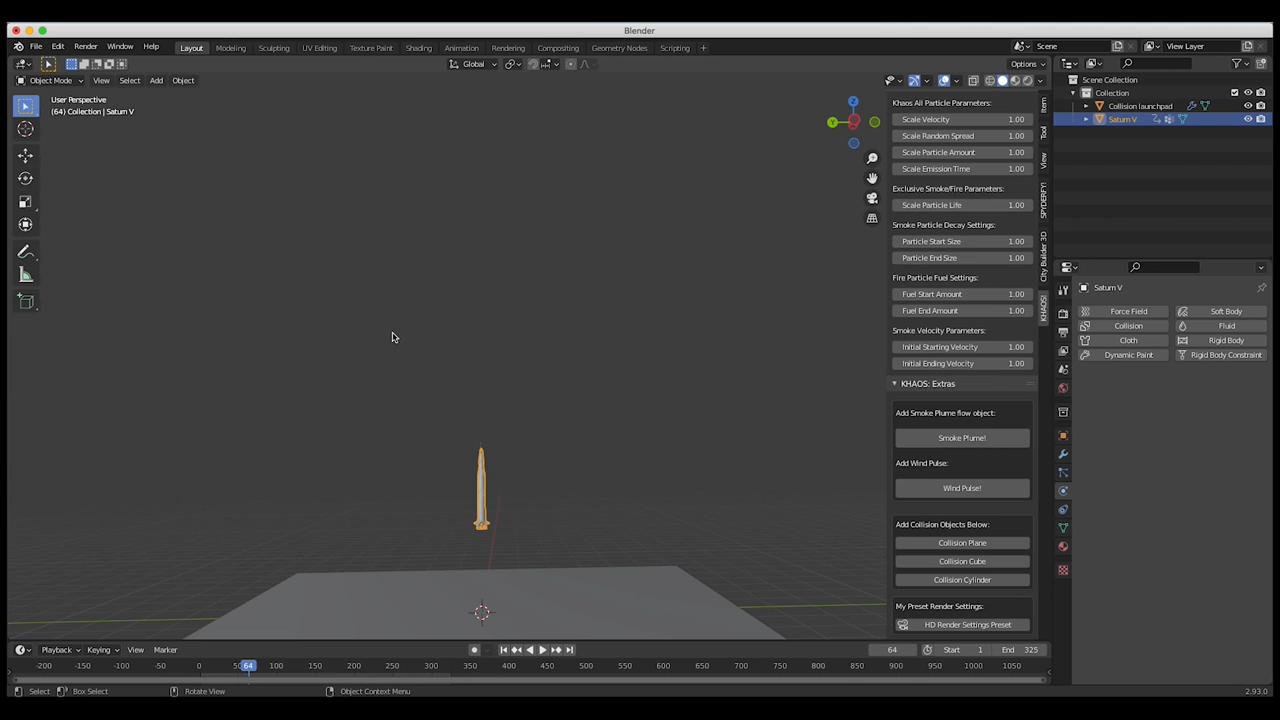 Blender
File Edit Render Window Help
Layout Modeling Sculpting UV Editing Texture Paint Shading Animation Rendering Compositing Geometry Nodes Scripting +
Scene
View Layer
Global
Options
Object Mode View Select Add Object
User Perspective
(64) Collection | Saturn V
Z
Y
Khaos All Particle Parameters:
Scale Velocity 1.00
Scale Random Spread 1.00
Scale Particle Amount 1.00
Scale Emission Time 1.00
Exclusive Smoke/Fire Parameters:
Scale Particle Life 1.00
Smoke Particle Decay Settings:
Particle Start Size 1.00
Particle End Size 1.00
Fire Particle Fuel Settings:
Fuel Start Amount 1.00
Fuel End Amount 1.00
Smoke Velocity Parameters:
Initial Starting Velocity 1.00
Initial Ending Velocity 1.00
KHAOS: Extras
Add Smoke Plume flow object:
Smoke Plume!
Add Wind Pulse:
Wind Pulse!
Add Collision Objects Below:
Collision Plane
Collision Cube
Collision Cylinder
My Preset Render Settings:
HD Render Settings Preset
Item
Tool
View
SPYDERFY!
City Builder 3D
KHAOS!
Scene Collection
Collection
Collision launchpad
Saturn V
Saturn V
Force Field Soft Body
Collision Fluid
Cloth Rigid Body
Dynamic Paint Rigid Body Constraint
Playback Keying View Marker
64 Start 1 End 325
-200 -150 -100 -50 0 50 64 100 150 200 250 300 350 400 450 500 550 600 650 700 750 800 850 900 950 1000 1050
Select Box Select Rotate View Object Context Menu 2.93.0